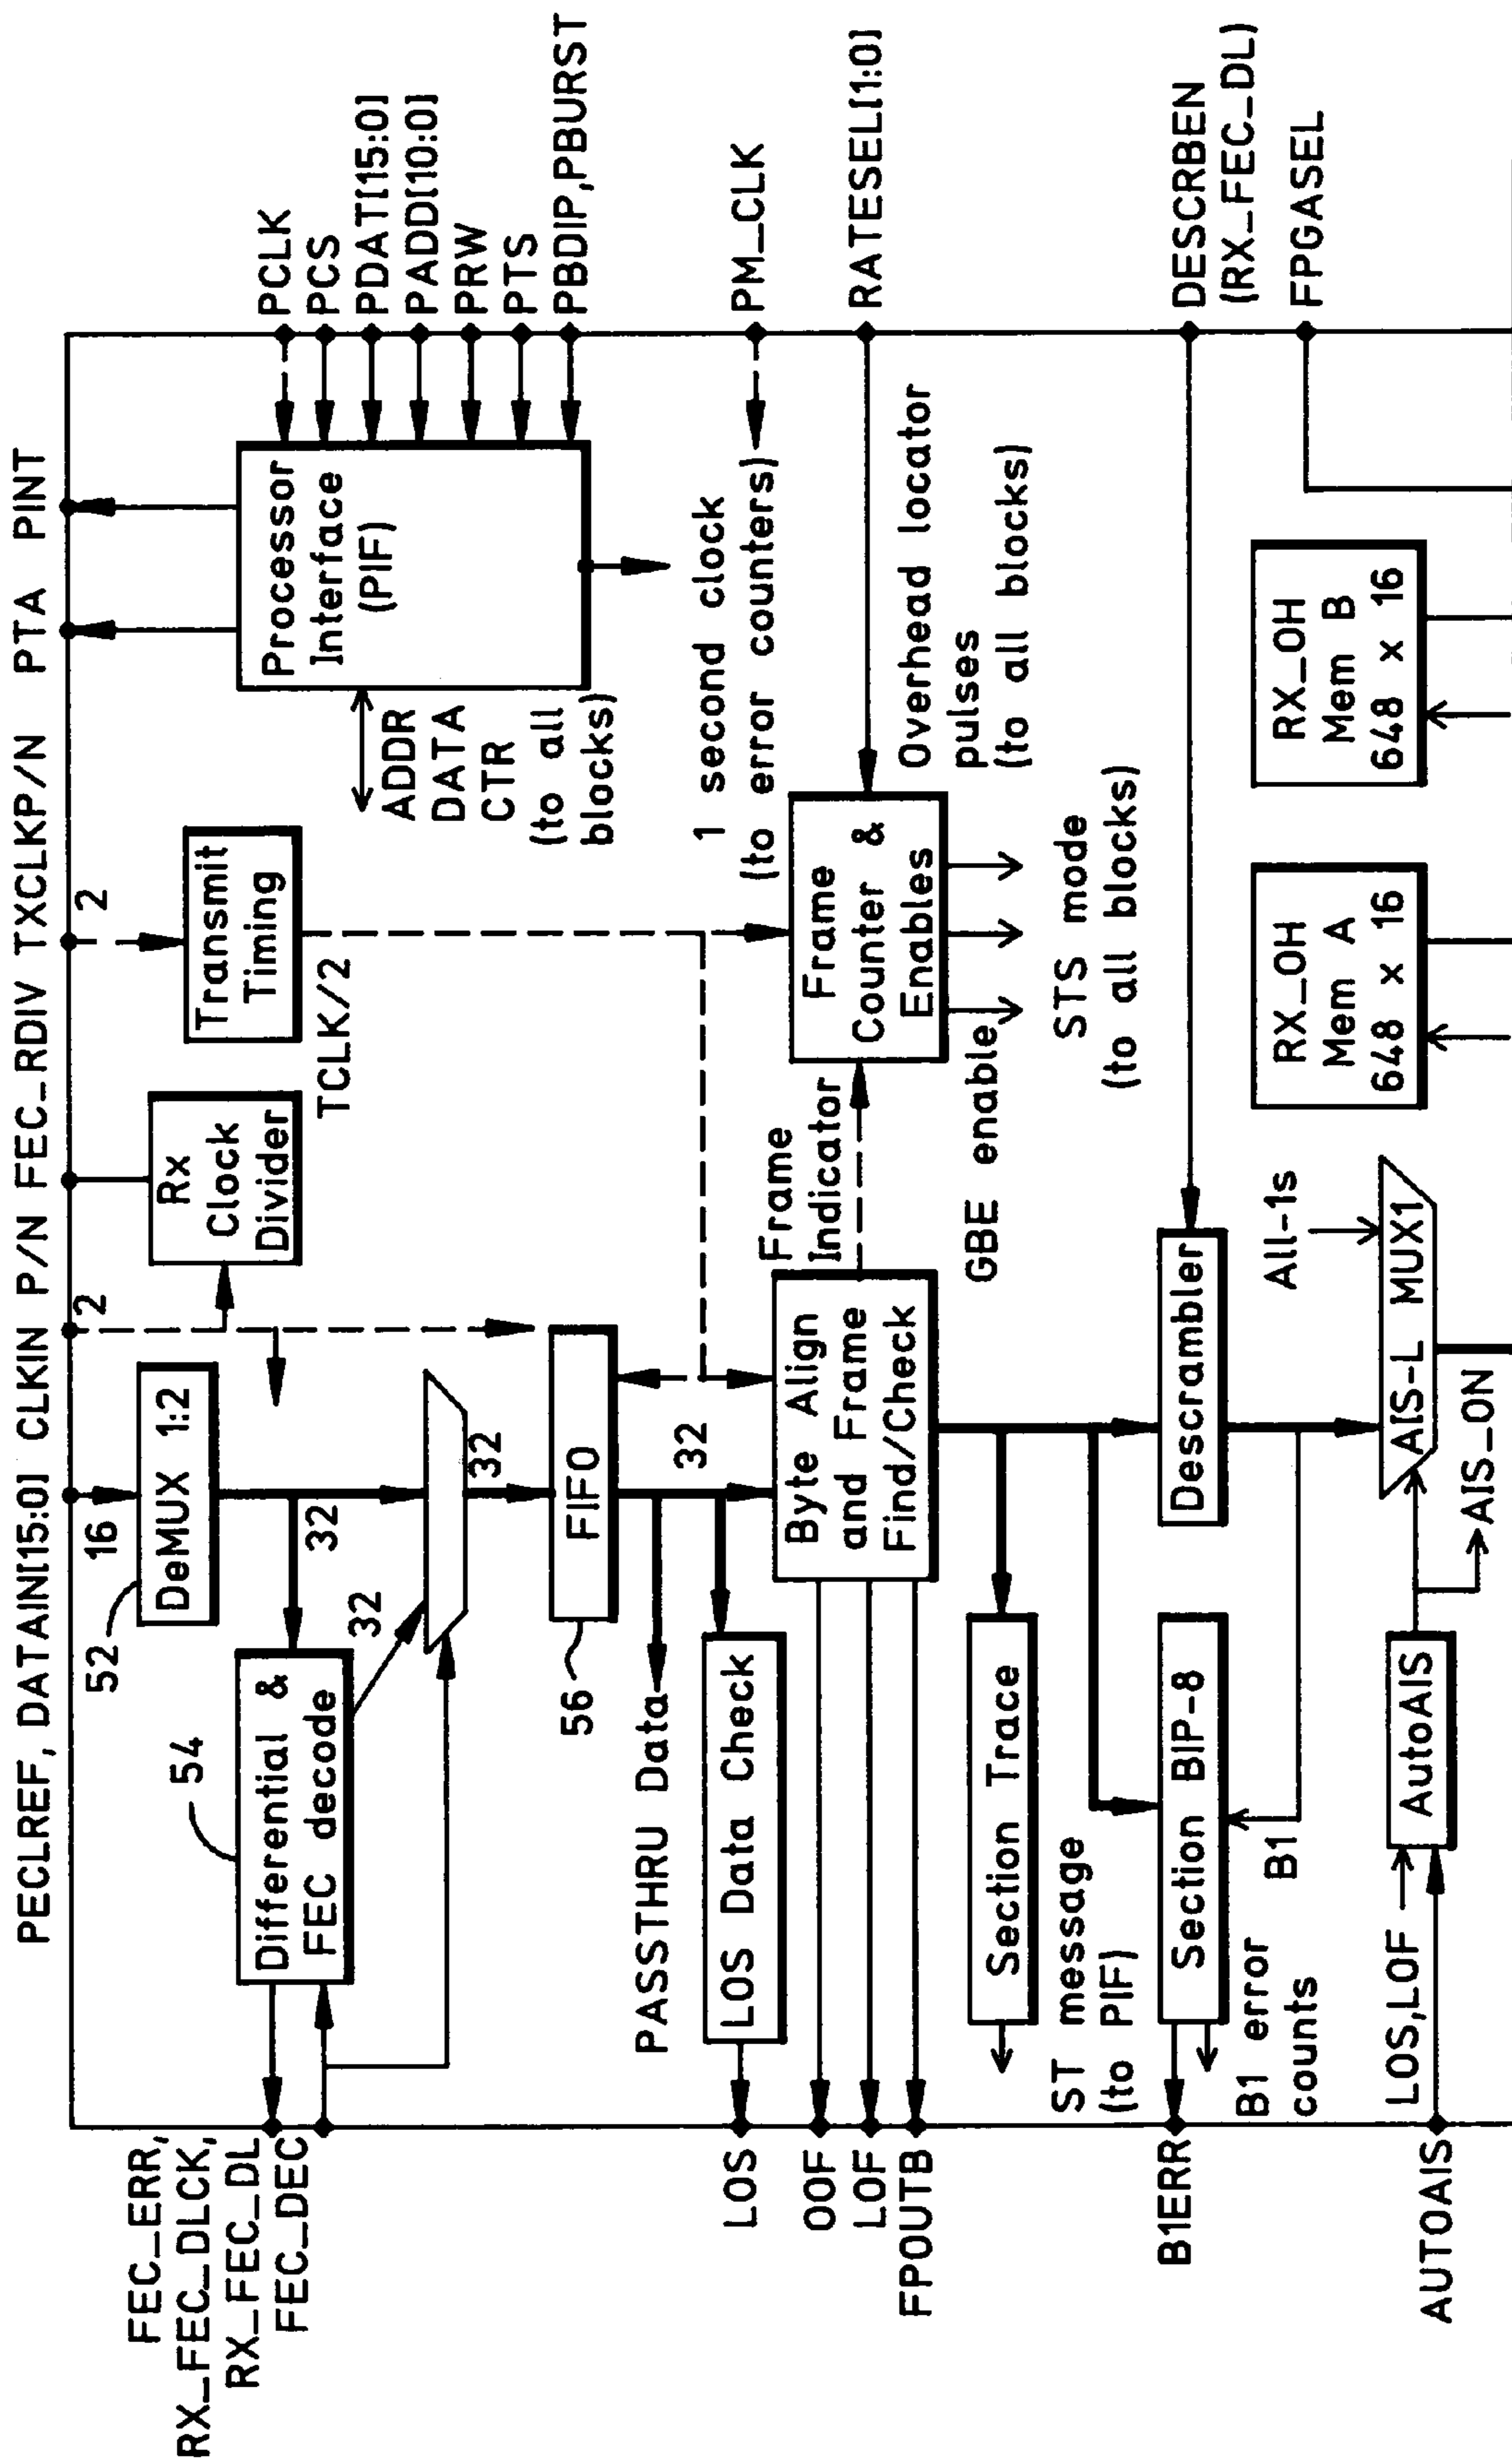 PECLREF, DATAIN[15:0] CLKIN P/N FEC_RDIV TXCLKP/N PTA PINT
16
2
2
52
DeMUX 1:2
Rx
Clock
Divider
Transmit
Timing
TCLK/2
Processor
Interface
(PIF)
PCLK
PCS
PDAT[15:0]
PADD[10:0]
PRW
PTS
PBDIP,PBURST
ADDR
DATA
CTR
(to all
blocks)
FEC_ERR,
RX_FEC_DLCK,
RX_FEC_DL
FEC_DEC
54
Differential &
FEC decode
32
32
32
56
FIFO
PASSTHRU Data
32
1 second clock
(to error counters)
PM_CLK
LOS
LOS Data Check
OOF
LOF
FPOUTB
Byte Align
and Frame
Find/Check
Frame
Indicator
Frame
Counter &
Enables
RATESEL[1:0]
Overhead locator
pulses
(to all blocks)
GBE enable
STS mode
(to all blocks)
Section Trace
ST message
(to PIF)
B1ERR
Section BIP-8
B1 error
counts
B1
Descrambler
DESCRBEN
(RX_FEC_DL)
FPGASEL
AUTOAIS
LOS,LOF
AutoAIS
AIS_ON
All-1s
AIS-L MUX1
RX_OH
Mem A
648 x 16
RX_OH
Mem B
648 x 16